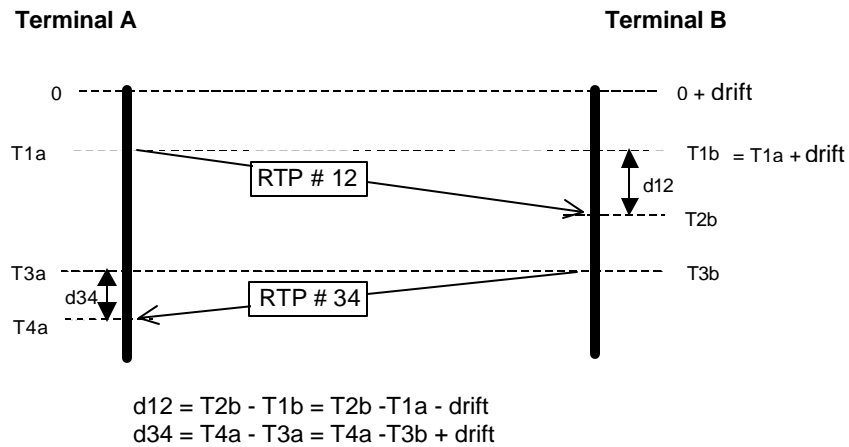 Terminal A Terminal B
0 0 + drift
T1a T1b = T1a + drift
RTP # 12 d12
T2b
T3a T3b
d34 RTP # 34
T4a
d12 = T2b - T1b = T2b -T1a - drift
d34 = T4a - T3a = T4a -T3b + drift